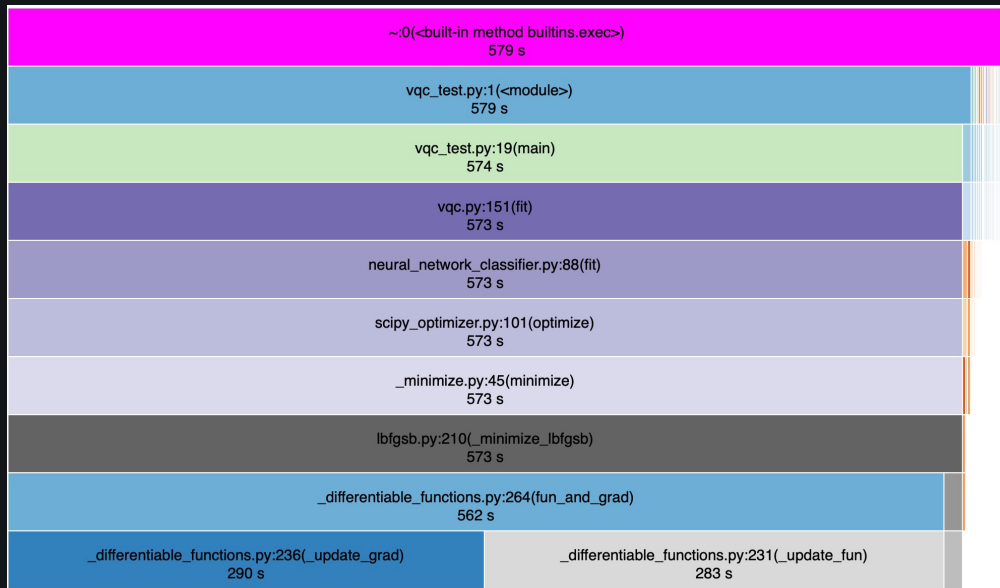 ~:0(<built-in method builtins.exec>)
579 s
vqc_test.py:1(<module>)
579 s
vqc_test.py:19(main)
574 s
vqc.py:151(fit)
573 s
neural_network_classifier.py:88(fit)
573 s
scipy_optimizer.py:101(optimize)
573 s
_minimize.py:45(minimize)
573 s
lbfgsb.py:210(_minimize_lbfgsb)
573 s
_differentiable_functions.py:264(fun_and_grad)
562 s
_differentiable_functions.py:236(_update_grad)
290 s
_differentiable_functions.py:231(_update_fun)
283 s